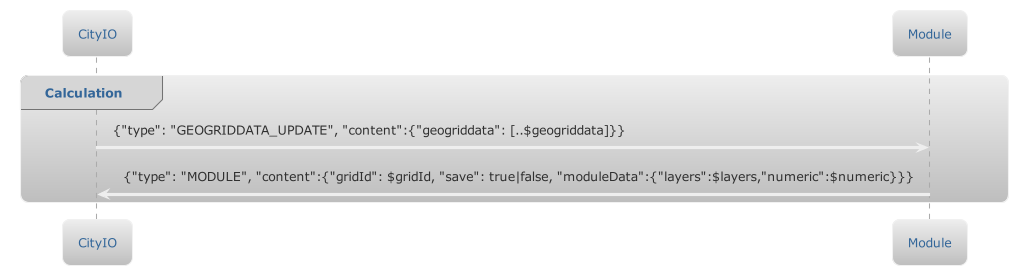 CityIO
Module
Calculation
{"type": "GEOGRIDDATA_UPDATE", "content":{"geogriddata": [..$geogriddata]}}
{"type": "MODULE", "content":{"gridId": $gridId, "save": true|false, "moduleData":{"layers":$layers,"numeric":$numeric}}}
CityIO
Module